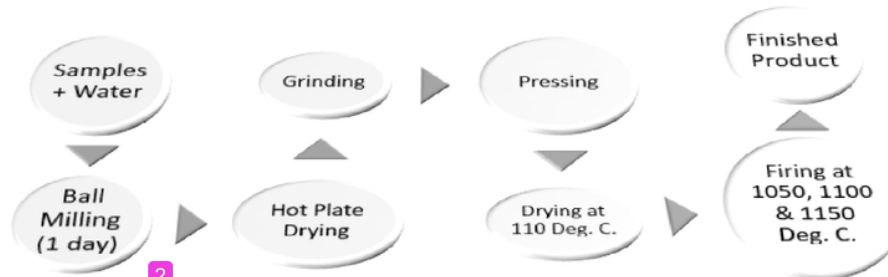 Samples
+ Water
Ball
Milling
(1 day)
2
Hot Plate
Drying
Grinding
Pressing
Drying at
110 Deg. C.
Firing at
1050, 1100
& 1150
Deg. C.
Finished
Product